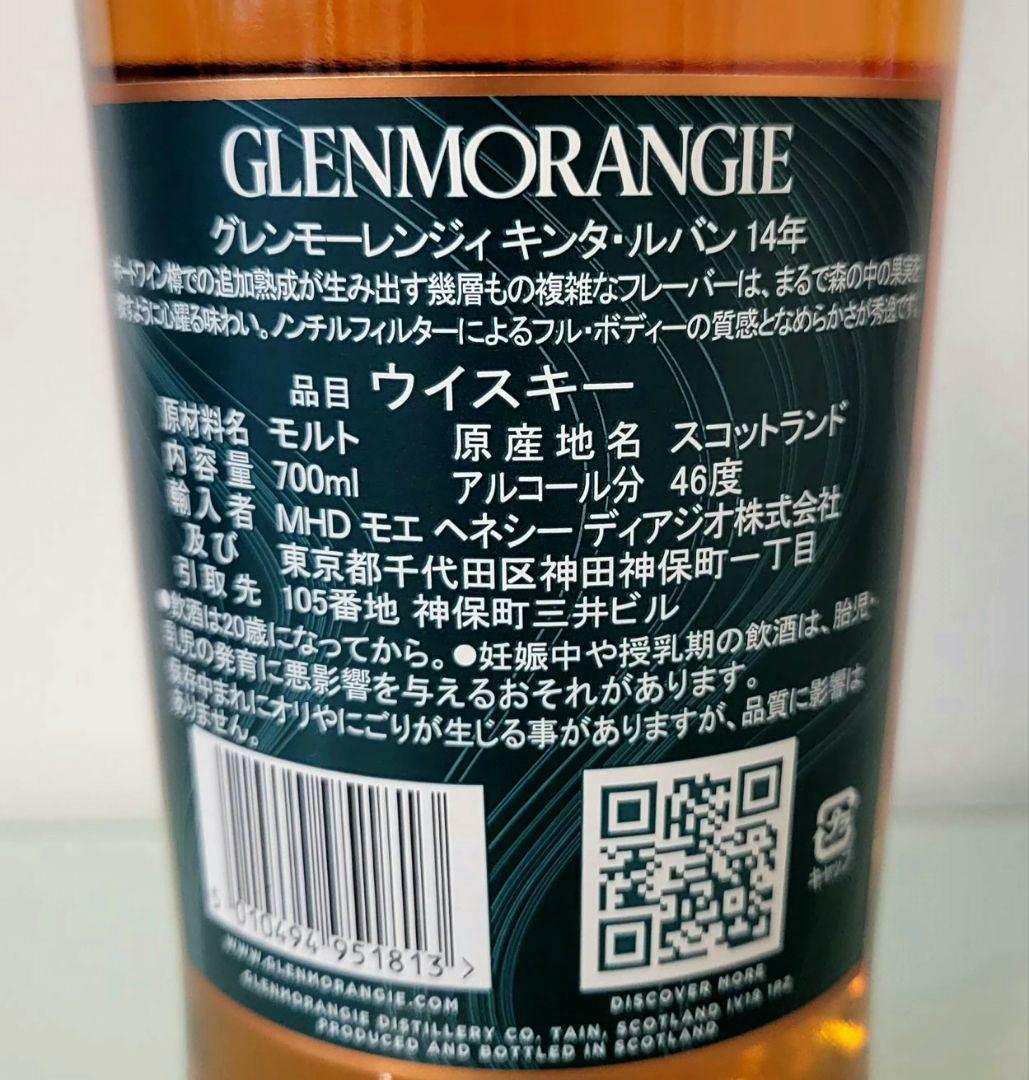 GLENMORANGIE
グレンモーレンジィ キンタ・ルバン 14年
ポートワイン樽での追加熟成が生み出す幾層もの複雑なフレーバーは、まるで森の中の果実を
探すように心躍る味わい。ノンチルフィルターによるフル・ボディーの質感となめらかさが秀逸です。
品目 ウイスキー
原材料名 モルト 原産地名 スコットランド
内容量 700ml アルコール分 46度
輸入者 MHD モエ ヘネシー ディアジオ株式会社
及び 東京都千代田区神田神保町一丁目
引取先 105番地 神保町三井ビル
●飲酒は20歳になってから。●妊娠中や授乳期の飲酒は、胎児・
乳児の発育に悪影響を与えるおそれがあります。
保存中まれにオリやにごりが生じる事がありますが、品質に影響は
ありません。
5 010494 951813 >
WWW.GLENMORANGIE.COM
DISCOVER MORE
キャップ
GLENMORANGIE DISTILLERY CO. TAIN, SCOTLAND IV19 1PZ
PRODUCED AND BOTTLED IN SCOTLAND